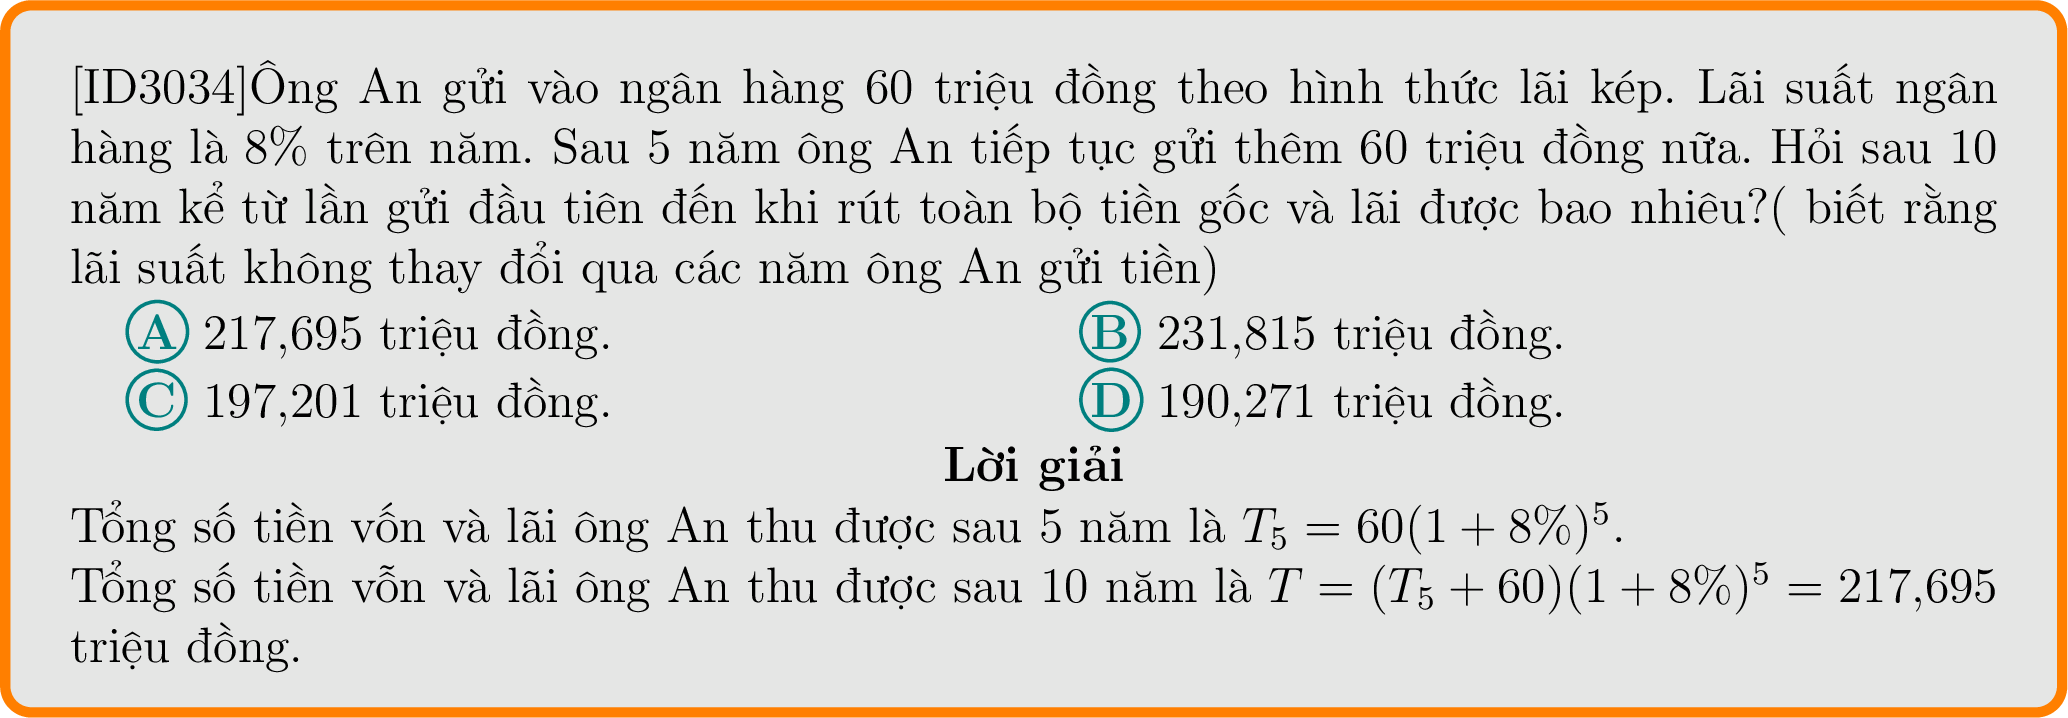 [ID3034]Ông An gửi vào ngân hàng 60 triệu đồng theo hình thức lãi kép. Lãi suất ngân
hàng là 8% trên năm. Sau 5 năm ông An tiếp tục gửi thêm 60 triệu đồng nữa. Hỏi sau 10
năm kể từ lần gửi đầu tiên đến khi rút toàn bộ tiền gốc và lãi được bao nhiêu?( biết rằng
lãi suất không thay đổi qua các năm ông An gửi tiền)
A 217,695 triệu đồng. B 231,815 triệu đồng.
C 197,201 triệu đồng. D 190,271 triệu đồng.
Lời giải
Tổng số tiền vốn và lãi ông An thu được sau 5 năm là T₅ = 60(1 + 8%)⁵.
Tổng số tiền vỗn và lãi ông An thu được sau 10 năm là T = (T₅ + 60)(1 + 8%)⁵ = 217,695
triệu đồng.